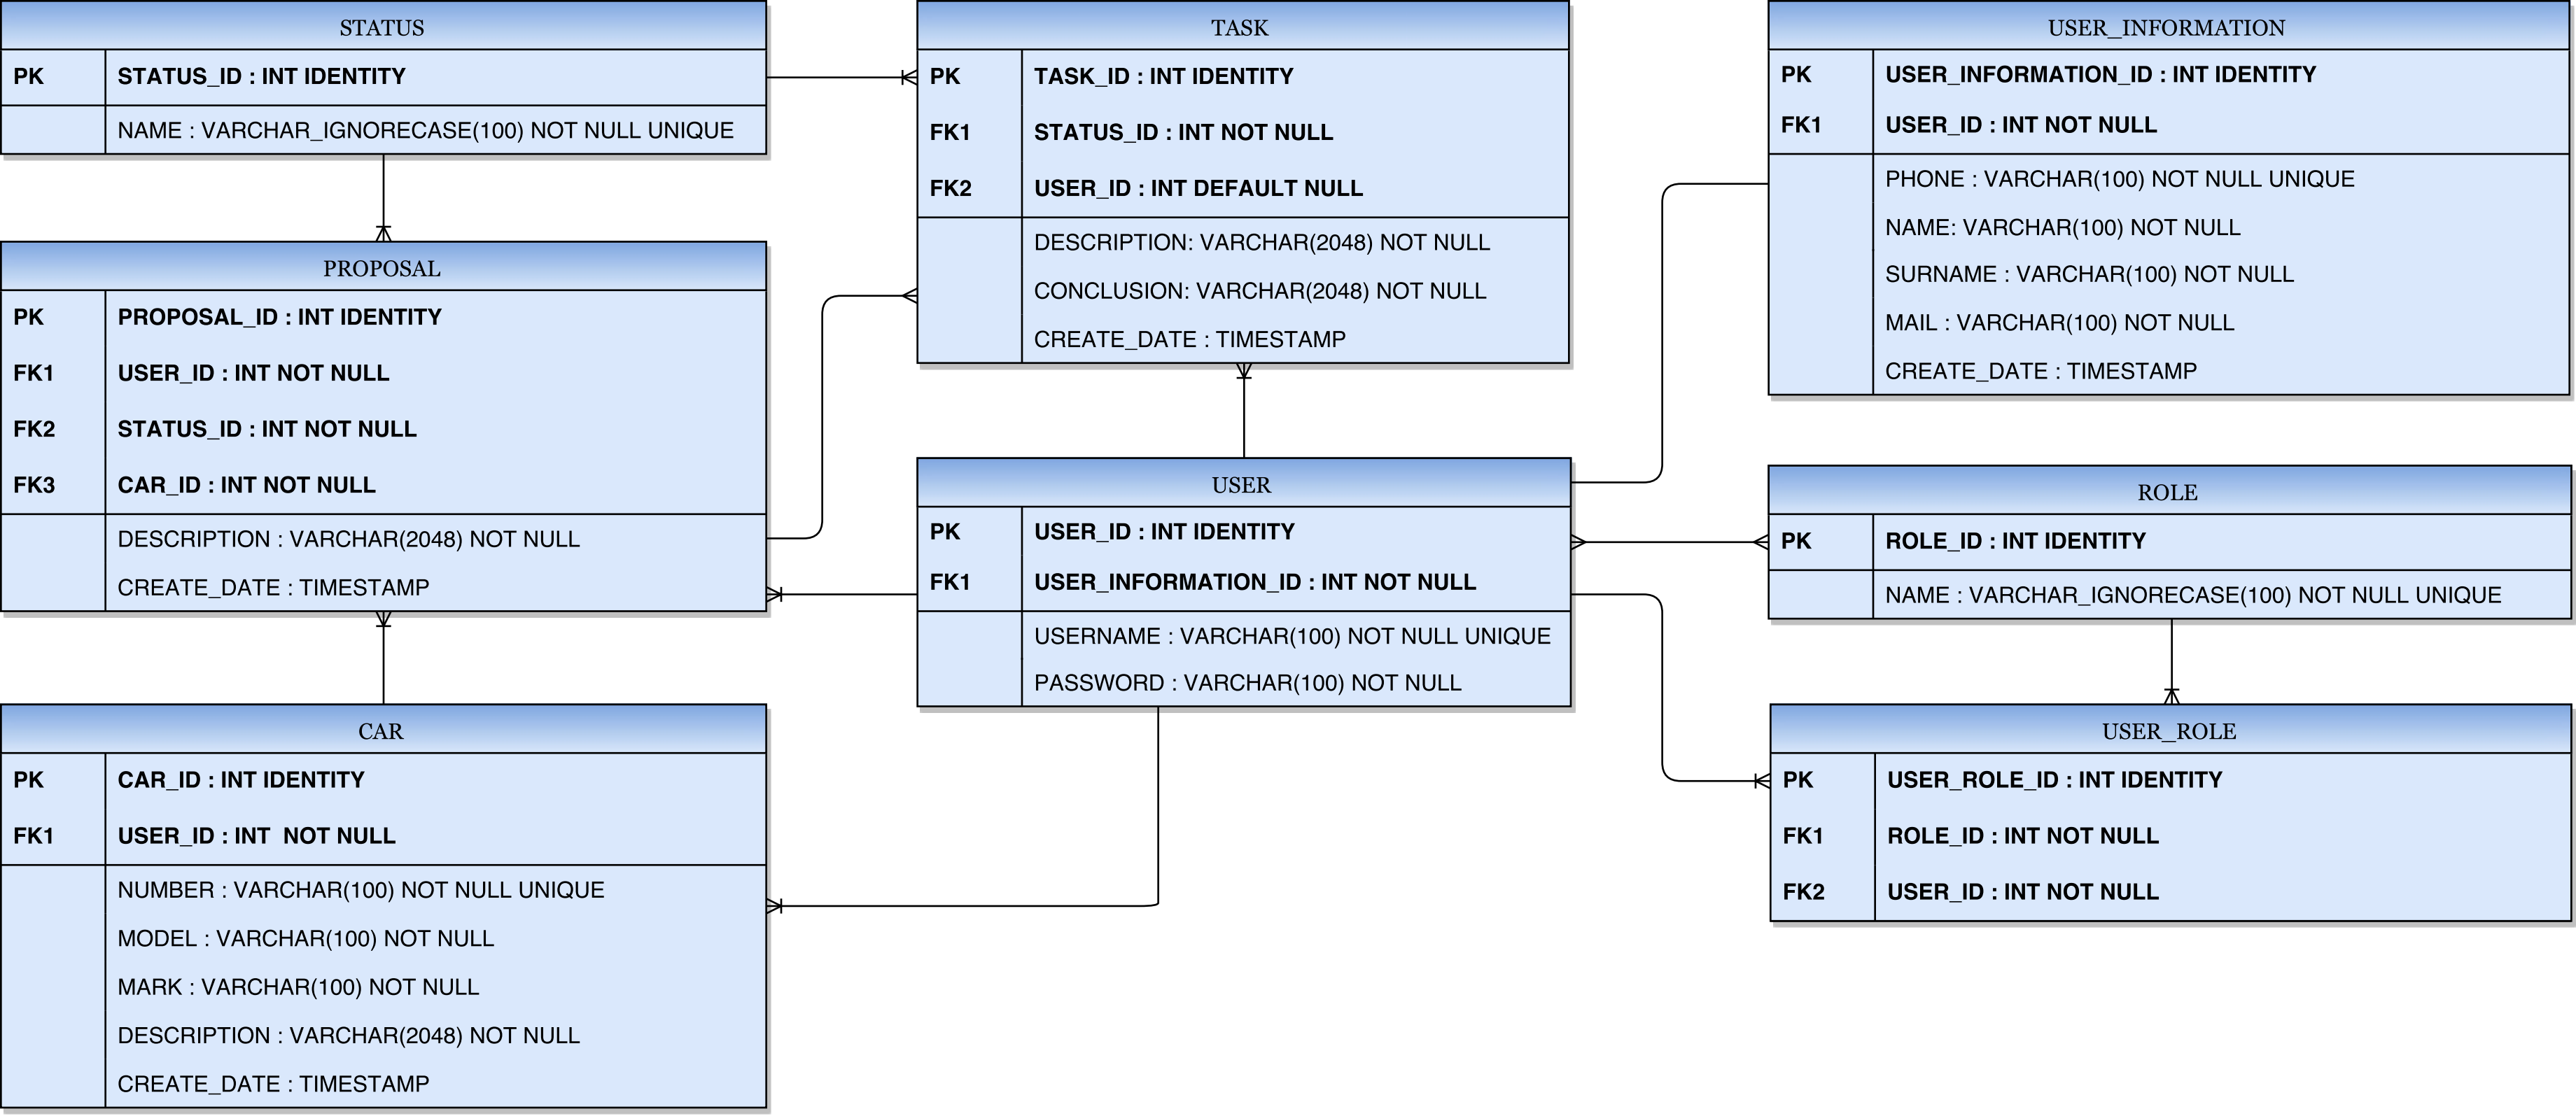 STATUS
PK STATUS_ID : INT IDENTITY
NAME : VARCHAR_IGNORECASE(100) NOT NULL UNIQUE
PROPOSAL
PK PROPOSAL_ID : INT IDENTITY
FK1 USER_ID : INT NOT NULL
FK2 STATUS_ID : INT NOT NULL
FK3 CAR_ID : INT NOT NULL
DESCRIPTION : VARCHAR(2048) NOT NULL
CREATE_DATE : TIMESTAMP
CAR
PK CAR_ID : INT IDENTITY
FK1 USER_ID : INT  NOT NULL
NUMBER : VARCHAR(100) NOT NULL UNIQUE
MODEL : VARCHAR(100) NOT NULL
MARK : VARCHAR(100) NOT NULL
DESCRIPTION : VARCHAR(2048) NOT NULL
CREATE_DATE : TIMESTAMP
TASK
PK TASK_ID : INT IDENTITY
FK1 STATUS_ID : INT NOT NULL
FK2 USER_ID : INT DEFAULT NULL
DESCRIPTION: VARCHAR(2048) NOT NULL
CONCLUSION: VARCHAR(2048) NOT NULL
CREATE_DATE : TIMESTAMP
USER
PK USER_ID : INT IDENTITY
FK1 USER_INFORMATION_ID : INT NOT NULL
USERNAME : VARCHAR(100) NOT NULL UNIQUE
PASSWORD : VARCHAR(100) NOT NULL
USER_INFORMATION
PK USER_INFORMATION_ID : INT IDENTITY
FK1 USER_ID : INT NOT NULL
PHONE : VARCHAR(100) NOT NULL UNIQUE
NAME: VARCHAR(100) NOT NULL
SURNAME : VARCHAR(100) NOT NULL
MAIL : VARCHAR(100) NOT NULL
CREATE_DATE : TIMESTAMP
ROLE
PK ROLE_ID : INT IDENTITY
NAME : VARCHAR_IGNORECASE(100) NOT NULL UNIQUE
USER_ROLE
PK USER_ROLE_ID : INT IDENTITY
FK1 ROLE_ID : INT NOT NULL
FK2 USER_ID : INT NOT NULL